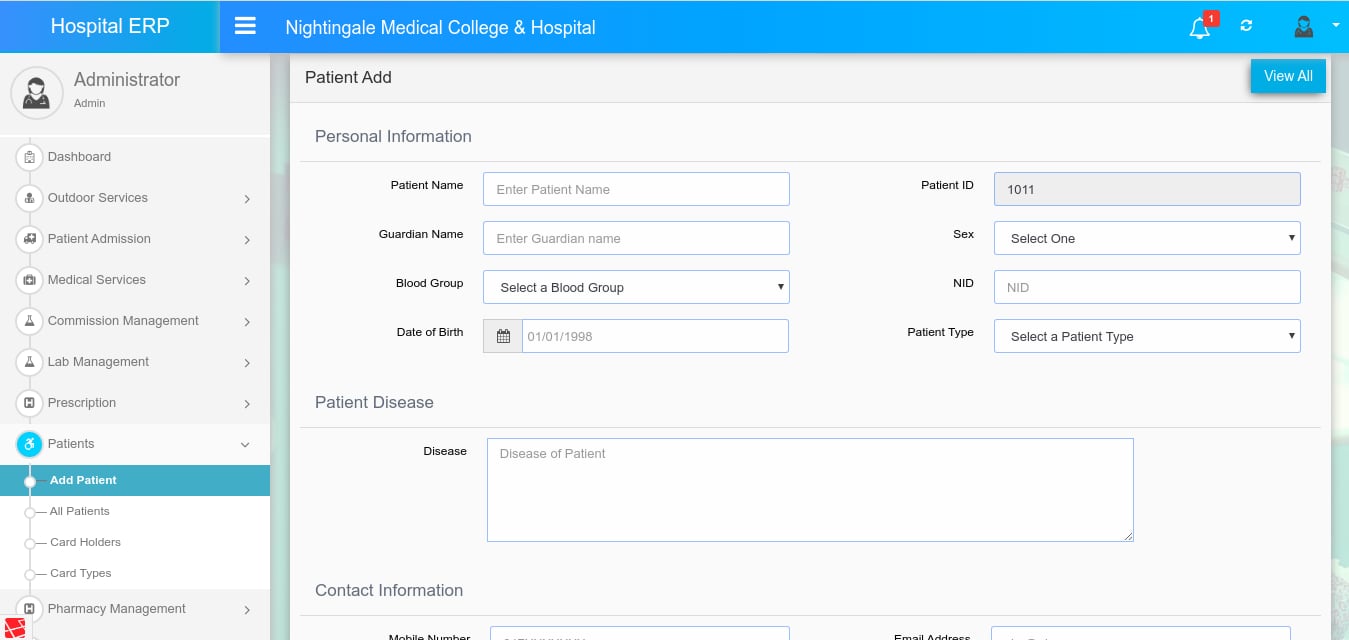 Hospital ERP
Nightingale Medical College & Hospital
1
Administrator
Admin
Dashboard
Outdoor Services
Patient Admission
Medical Services
Commission Management
Lab Management
Prescription
Patients
Add Patient
All Patients
Card Holders
Card Types
Pharmacy Management
Patient Add
View All
Personal Information
Patient Name Enter Patient Name Patient ID 1011
Guardian Name Enter Guardian name Sex Select One
Blood Group Select a Blood Group NID NID
Date of Birth 01/01/1998 Patient Type Select a Patient Type
Patient Disease
Disease Disease of Patient
Contact Information
Mobile Number Email Address